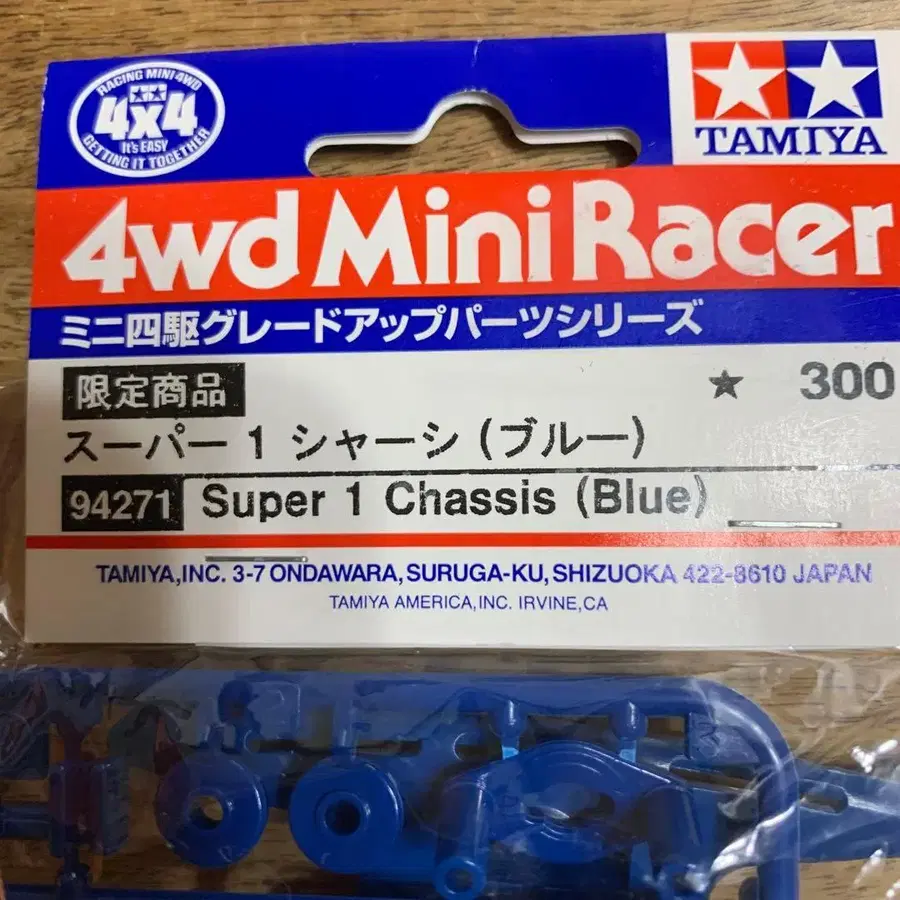 RACING MINI 4WD
4x4
It's EASY
GETTING IT TOGETHER
TAMIYA
4wd Mini Racer
ミニ四駆グレードアップパーツシリーズ
限定商品
★ 300
スーパー 1 シャーシ (ブルー)
94271 Super 1 Chassis (Blue)
TAMIYA,INC. 3-7 ONDAWARA, SURUGA-KU, SHIZUOKA 422-8610 JAPAN
TAMIYA AMERICA, INC. IRVINE, CA